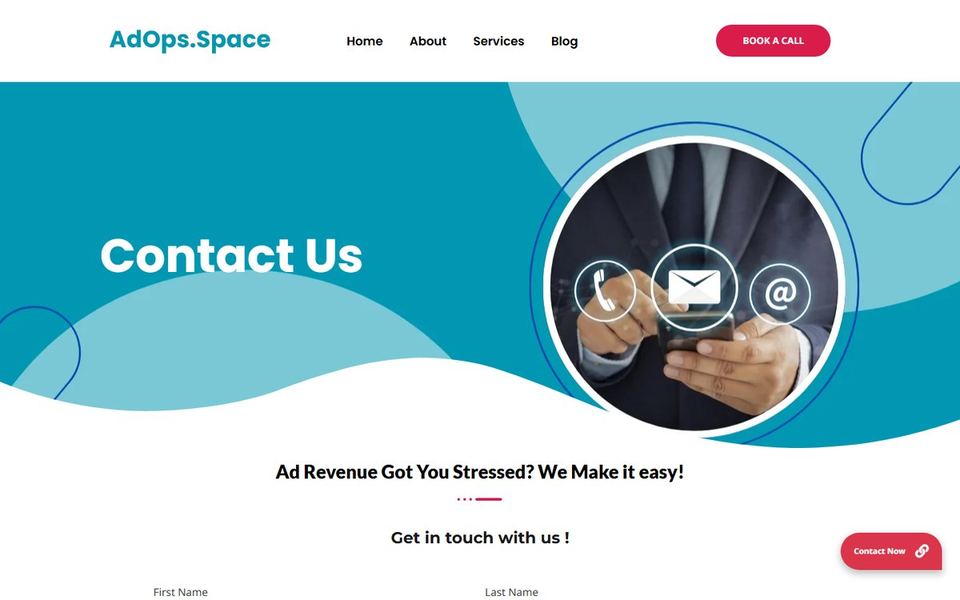 AdOps.Space
Home
About
Services
Blog
BOOK A CALL
Contact Us
@
Ad Revenue Got You Stressed? We Make it easy!
Get in touch with us !
Contact Now
First Name
Last Name